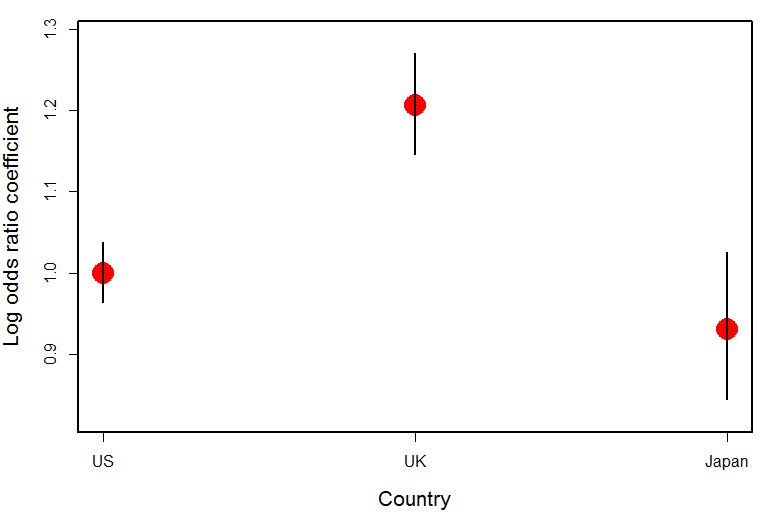 Log odds ratio coefficient
1.3
1.2
1.1
1.0
0.9
US UK Japan
Country